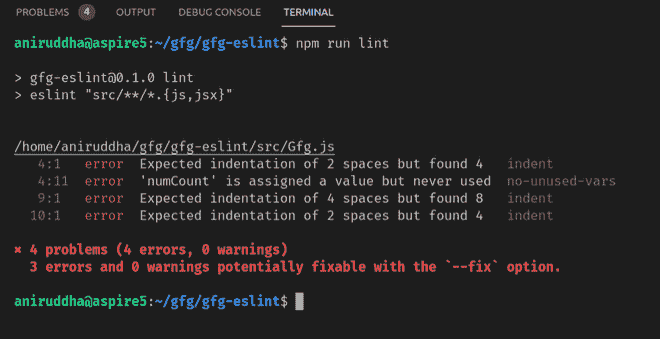 PROBLEMS 4 OUTPUT DEBUG CONSOLE TERMINAL
aniruddha@aspire5:~/gfg/gfg-eslint$ npm run lint
> gfg-eslint@0.1.0 lint
> eslint "src/**/*.{js,jsx}"
/home/aniruddha/gfg/gfg-eslint/src/Gfg.js
4:1 error Expected indentation of 2 spaces but found 4 indent
4:11 error 'numCount' is assigned a value but never used no-unused-vars
9:1 error Expected indentation of 4 spaces but found 8 indent
10:1 error Expected indentation of 2 spaces but found 4 indent
✖ 4 problems (4 errors, 0 warnings)
3 errors and 0 warnings potentially fixable with the `--fix` option.
aniruddha@aspire5:~/gfg/gfg-eslint$